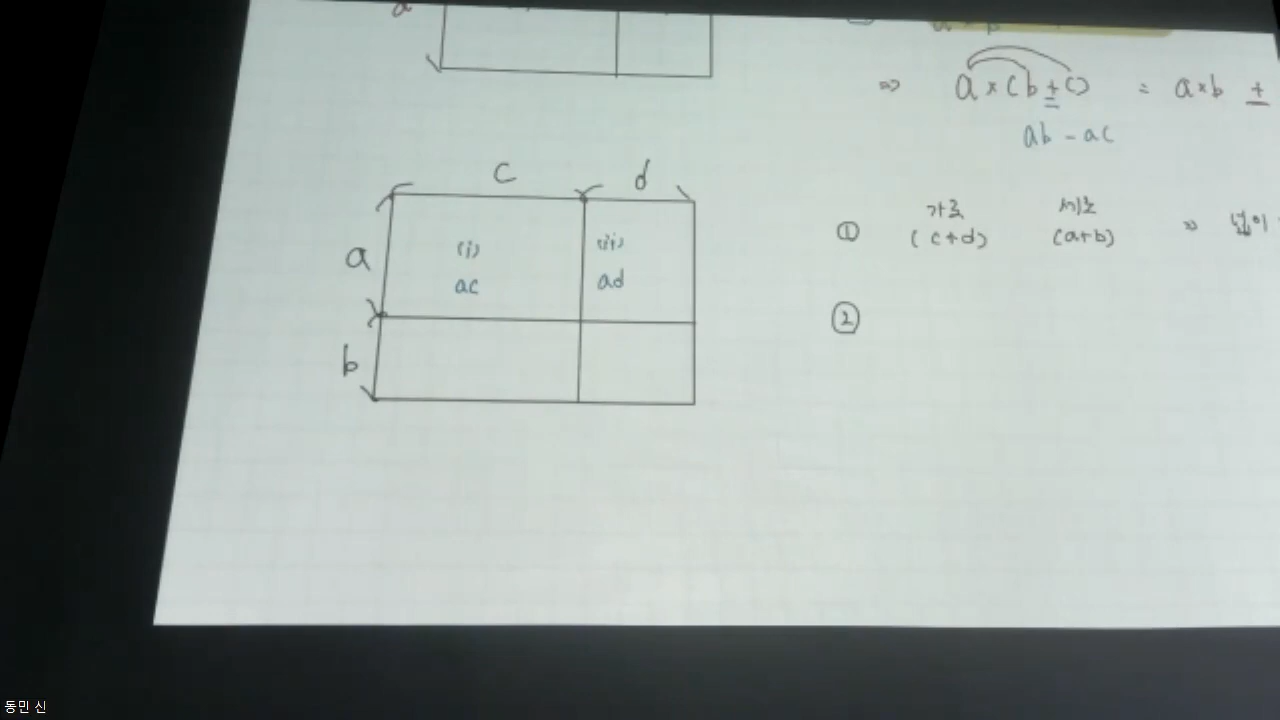 a
⇒ a × (b ± c) = a×b ±
ab - ac
c d
a (i) (ii)
ac ad
b
① 가로 세로 ⇒ 넓이
(c+d) (a+b)
②
동민 신